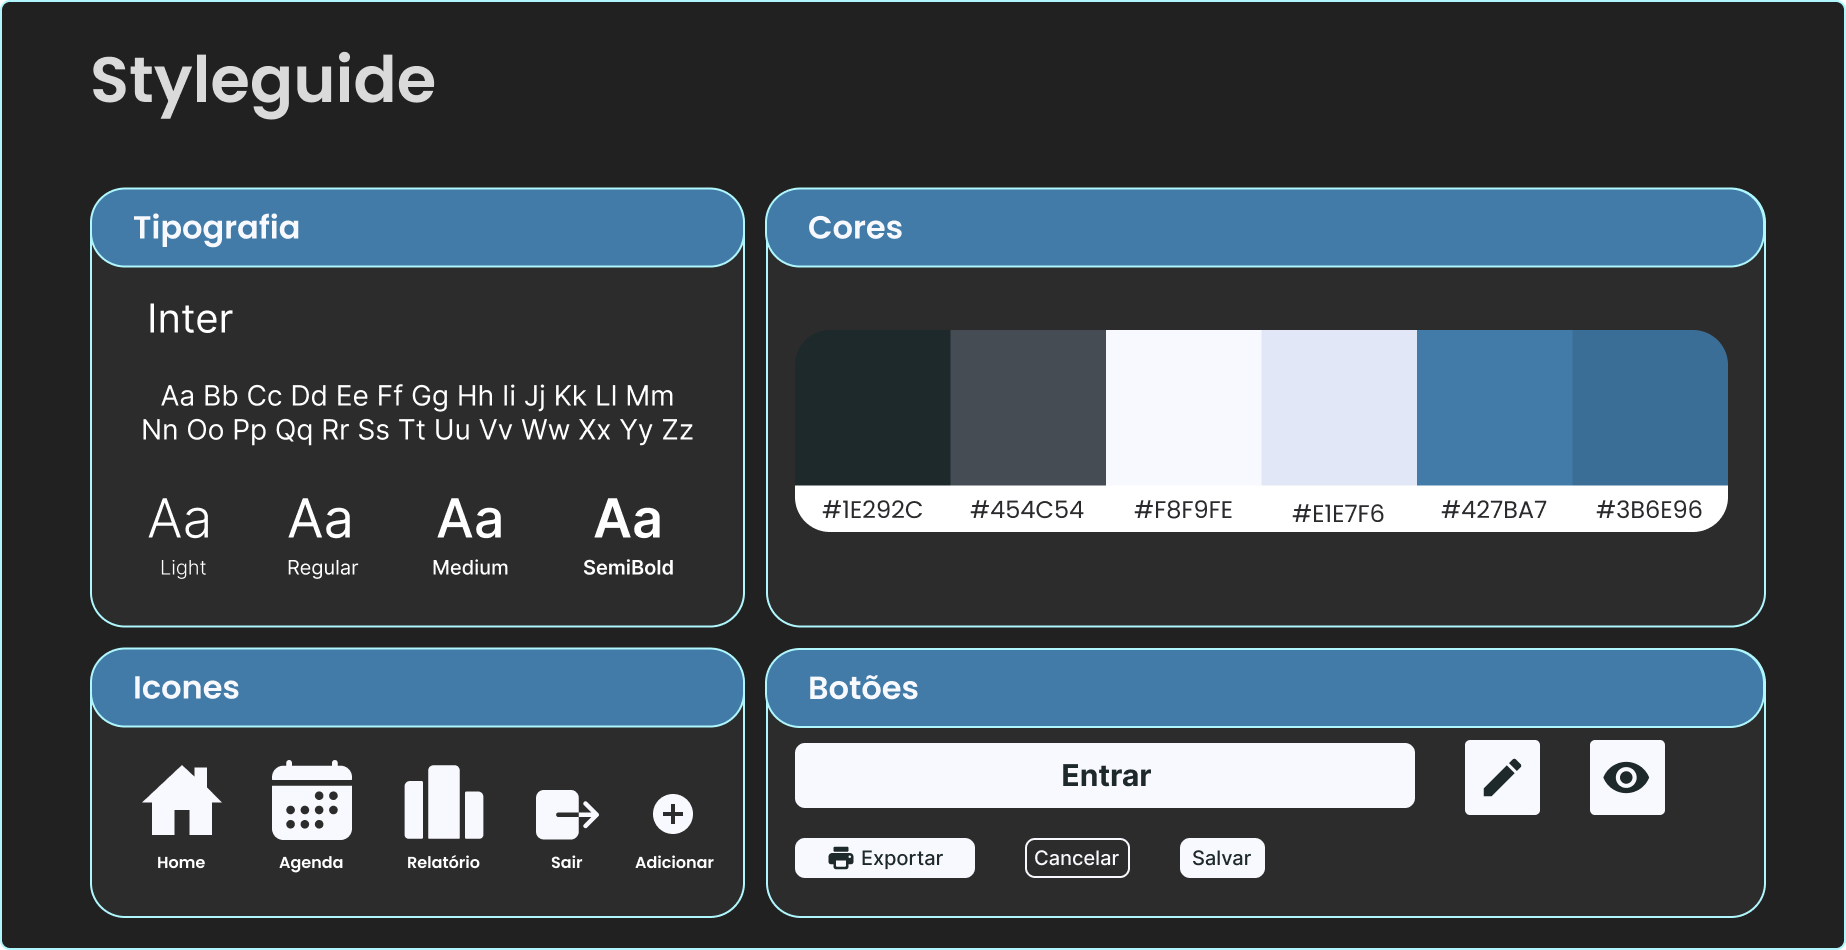 Styleguide
Tipografia
Inter
Aa Bb Cc Dd Ee Ff Gg Hh Ii Jj Kk Ll Mm
Nn Oo Pp Qq Rr Ss Tt Uu Vv Ww Xx Yy Zz
Aa Aa Aa Aa
Light Regular Medium SemiBold
Cores
#1E292C #454C54 #F8F9FE #E1E7F6 #427BA7 #3B6E96
Icones
Home Agenda Relatório Sair Adicionar
Botões
Entrar
Exportar Cancelar Salvar